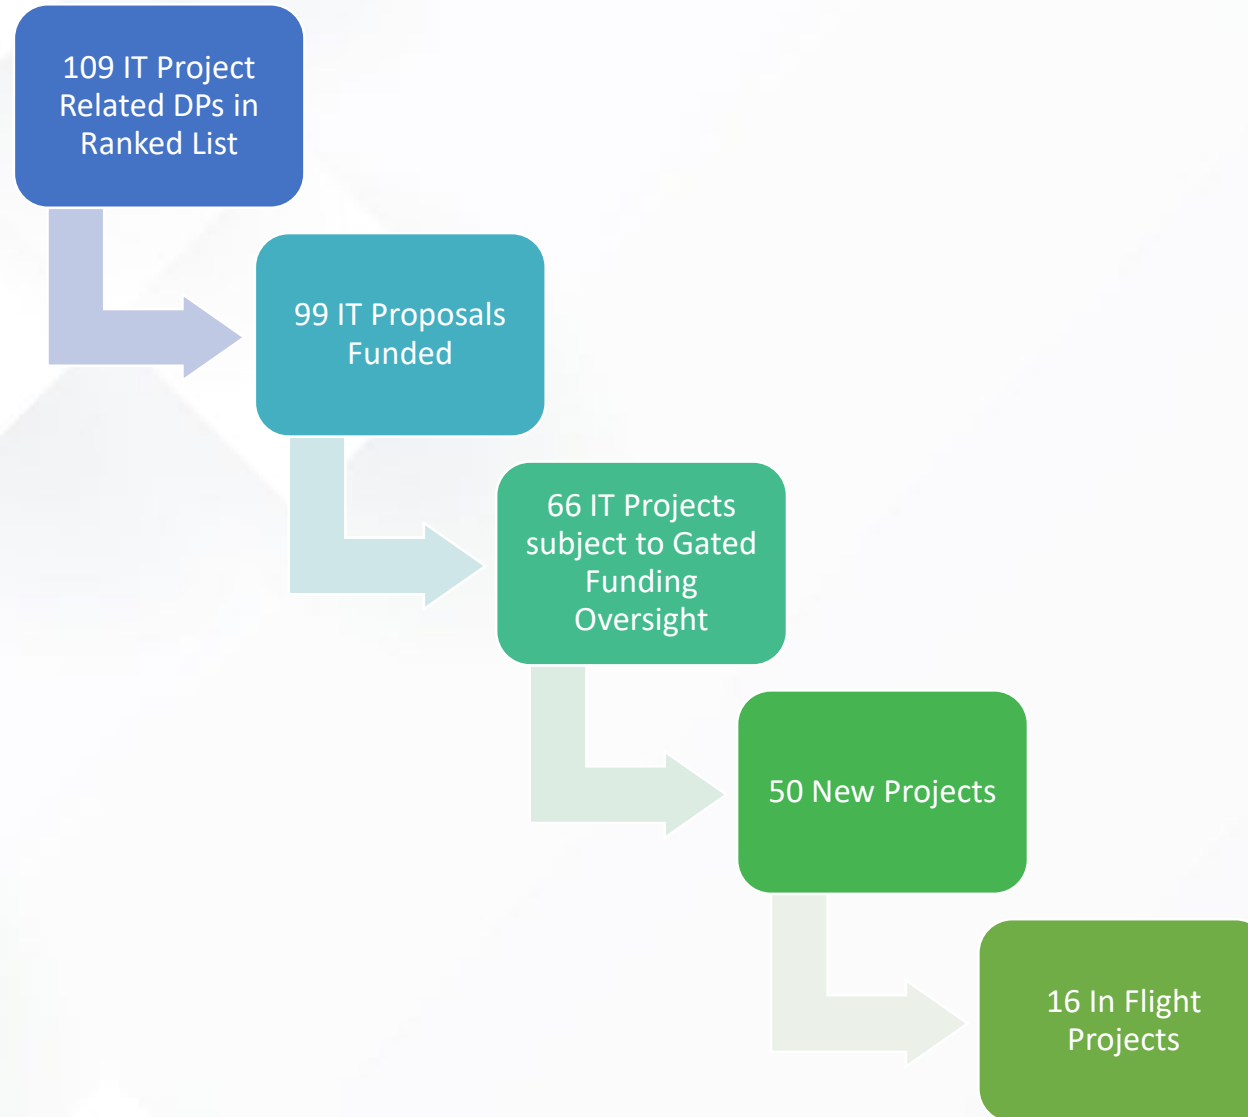 109 IT Project
Related DPs in
Ranked List
99 IT Proposals
Funded
66 IT Projects
subject to Gated
Funding
Oversight
50 New Projects
16 In Flight
Projects